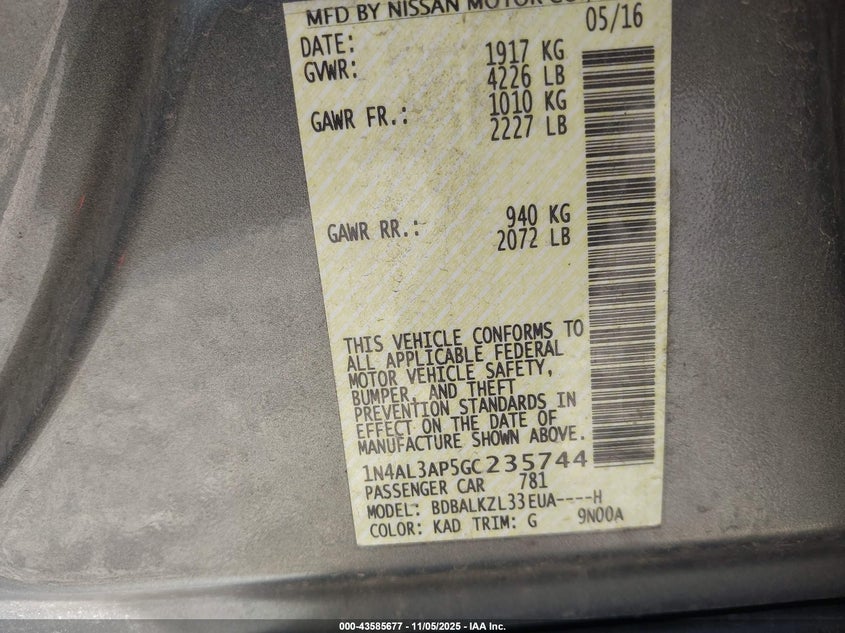 MFD BY NISSAN MOTOR CO
DATE: 05/16
GVWR: 1917 KG
4226 LB
GAWR FR.: 1010 KG
2227 LB
GAWR RR.: 940 KG
2072 LB
THIS VEHICLE CONFORMS TO
ALL APPLICABLE FEDERAL
MOTOR VEHICLE SAFETY,
BUMPER, AND THEFT
PREVENTION STANDARDS IN
EFFECT ON THE DATE OF
MANUFACTURE SHOWN ABOVE.
1N4AL3AP5GC235744
PASSENGER CAR 781
MODEL: BDBALKZL33EUA----H
COLOR: KAD TRIM: G 9N00A
000-43585677 - 11/05/2025 - IAA Inc.